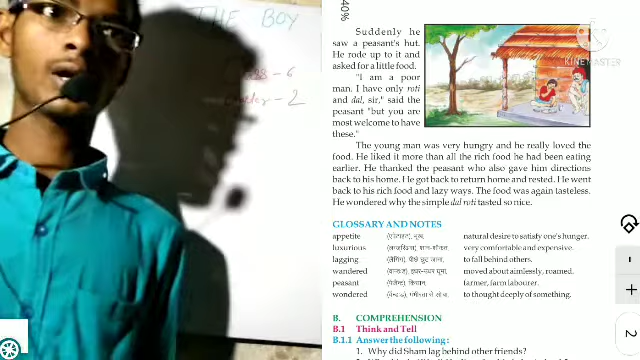 THE BOY
- 6
- 2
40%
KINEMASTER
Suddenly he
saw a peasant's hut.
He rode up to it and
asked for a little food.
"I am a poor
man. I have only roti
and dal, sir," said the
peasant "but you are
most welcome to have
these."
The young man was very hungry and he really loved the
food. He liked it more than all the rich food he had been eating
earlier. He thanked the peasant who also gave him directions
back to his home. He got back to return home and rested. He went
back to his rich food and lazy ways. The food was again tasteless.
He wondered why the simple dal roti tasted so nice.
GLOSSARY AND NOTES
appetite भूख, natural desire to satisfy one's hunger.
luxurious very comfortable and expensive.
lagging (लैगिंग), पीछे छूट जाना, to fall behind others.
wandered इधर-उधर घूमा, moved about aimlessly, roamed.
peasant किसान, farmer, farm labourer.
wondered गंभीरता से to thought deeply of something.
B. COMPREHENSION
B.1 Think and Tell
B.1.1 Answer the following:
1. Why did Sham lag behind other friends?
2